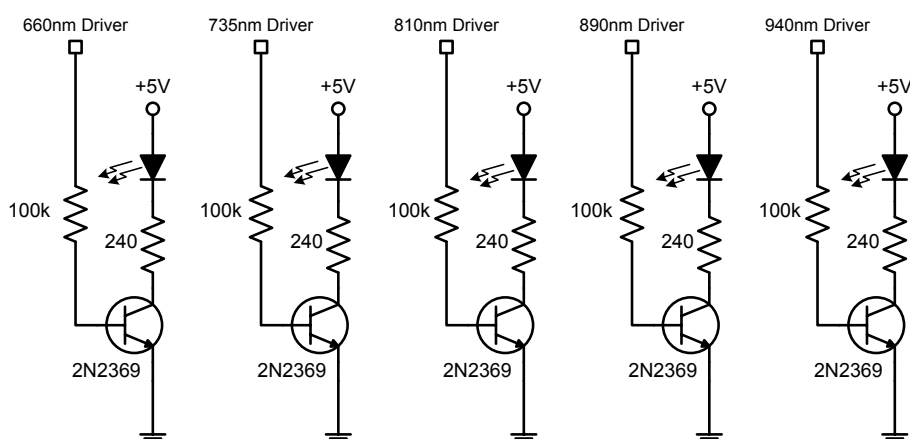 660nm Driver 735nm Driver 810nm Driver 890nm Driver 940nm Driver
+5V +5V +5V +5V +5V
100k 100k 100k 100k 100k
240 240 240 240 240
2N2369 2N2369 2N2369 2N2369 2N2369